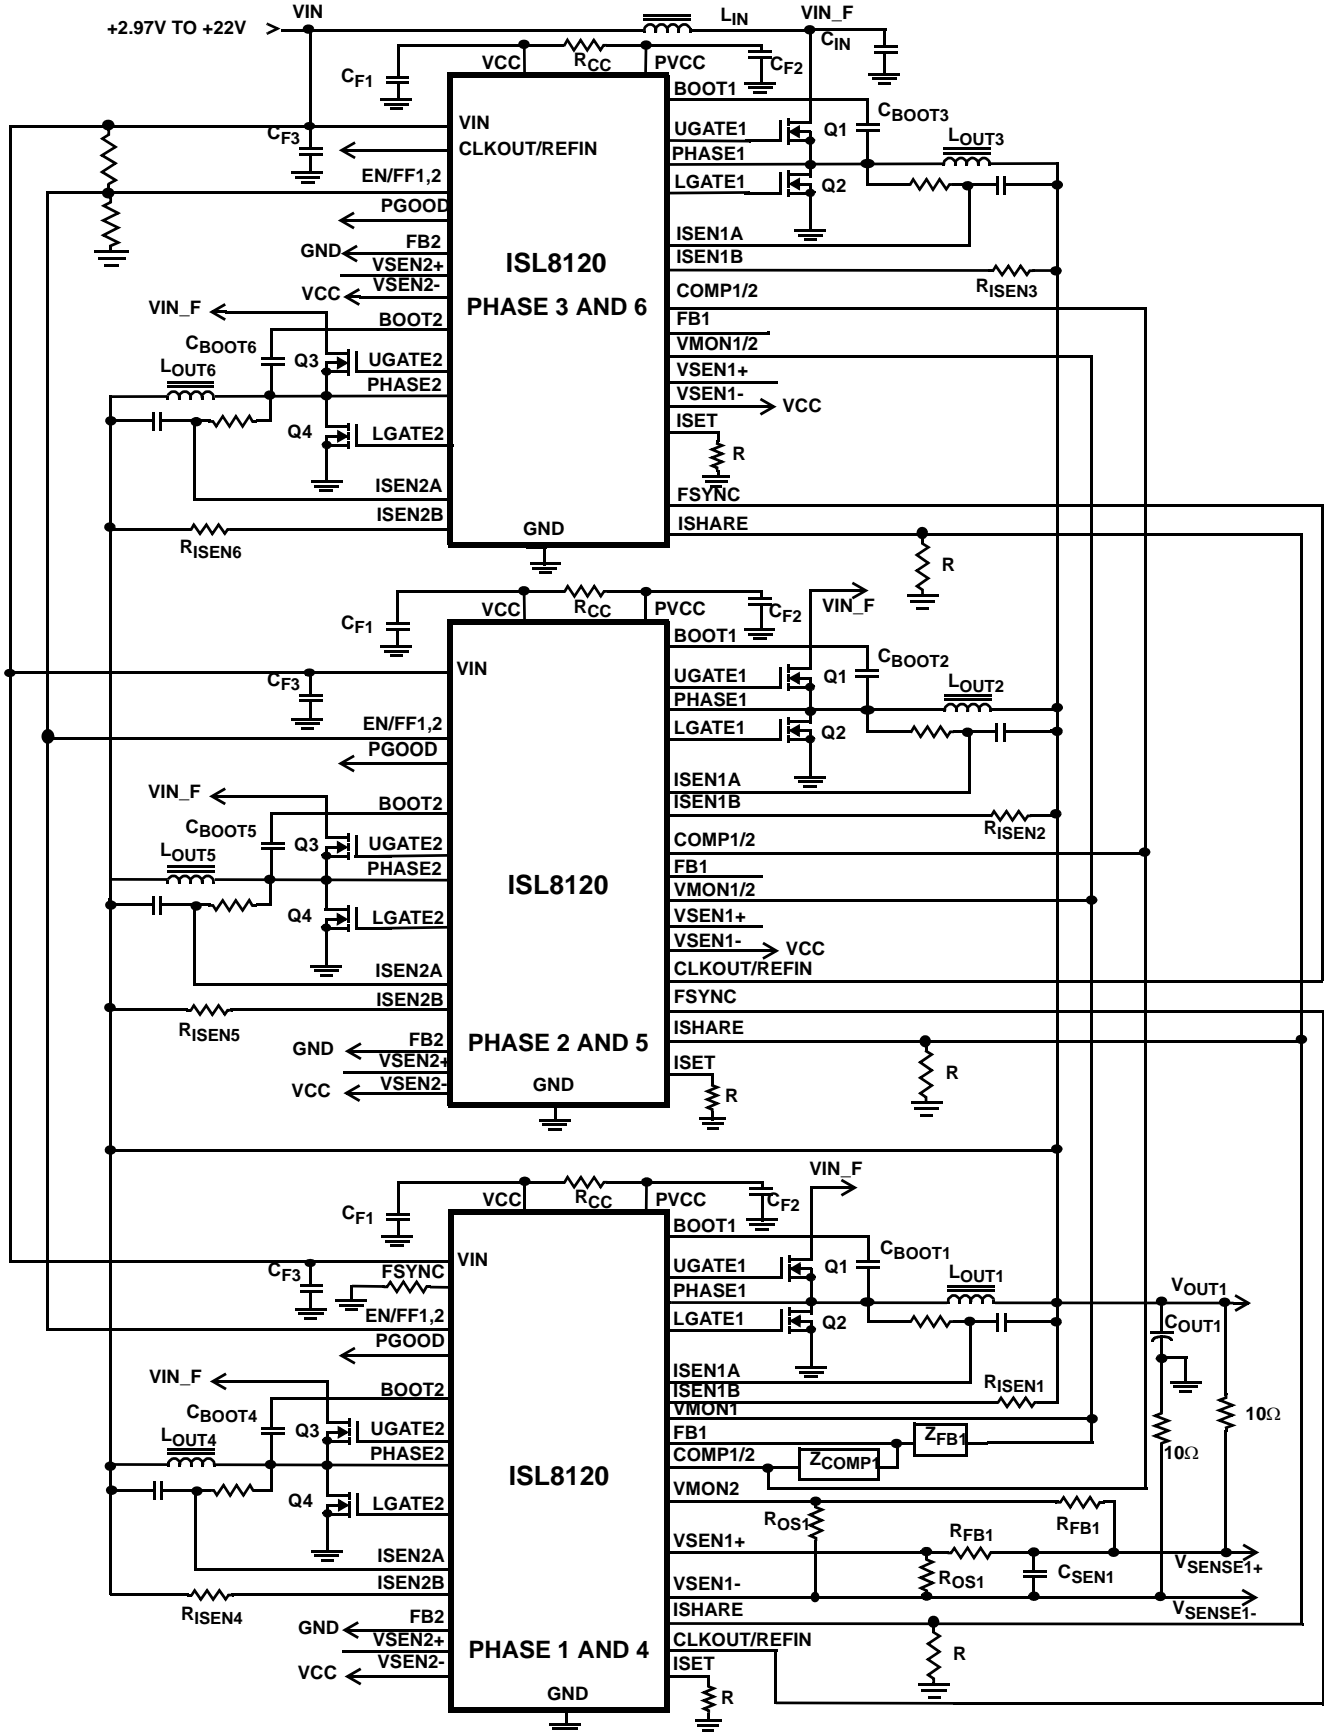 +2.97V TO +22V
VIN
LIN
VIN_F
CIN
CF1
VCC
RCC
PVCC
CF2
BOOT1
CBOOT3
VIN
CF3
CLKOUT/REFIN
UGATE1
Q1
LOUT3
PHASE1
EN/FF1,2
LGATE1
Q2
PGOOD
ISEN1A
GND
FB2
ISEN1B
VSEN2+
ISL8120
RISEN3
VCC
VSEN2-
COMP1/2
VIN_F
PHASE 3 AND 6
BOOT2
FB1
CBOOT6
VMON1/2
LOUT6
Q3
UGATE2
VSEN1+
PHASE2
VSEN1-
VCC
ISET
Q4
LGATE2
R
ISEN2A
FSYNC
ISEN2B
ISHARE
GND
RISEN6
R
CF1
VCC
RCC
PVCC
CF2
VIN_F
BOOT1
CBOOT2
VIN
CF3
UGATE1
Q1
LOUT2
PHASE1
EN/FF1,2
LGATE1
Q2
PGOOD
ISEN1A
VIN_F
BOOT2
ISEN1B
CBOOT5
RISEN2
Q3
UGATE2
COMP1/2
LOUT5
PHASE2
FB1
ISL8120
VMON1/2
Q4
LGATE2
VSEN1+
VSEN1-
VCC
ISEN2A
CLKOUT/REFIN
ISEN2B
FSYNC
RISEN5
ISHARE
GND
FB2
PHASE 2 AND 5
VSEN2+
ISET
R
VCC
VSEN2-
GND
R
VIN_F
CF1
VCC
RCC
PVCC
CF2
BOOT1
CBOOT1
VIN
CF3
FSYNC
UGATE1
Q1
LOUT1
PHASE1
VOUT1
EN/FF1,2
LGATE1
Q2
COUT1
PGOOD
ISEN1A
VIN_F
BOOT2
ISEN1B
RISEN1
CBOOT4
VMON1
10Ω
Q3
UGATE2
FB1
ZFB1
LOUT4
PHASE2
COMP1/2
ZCOMP1
10Ω
ISL8120
VMON2
Q4
LGATE2
ROS1
RFB1
VSEN1+
RFB1
ISEN2A
VSENSE1+
ISEN2B
VSEN1-
ROS1
CSEN1
RISEN4
ISHARE
VSENSE1-
GND
FB2
VSEN2+
PHASE 1 AND 4
CLKOUT/REFIN
R
VCC
VSEN2-
ISET
GND
R